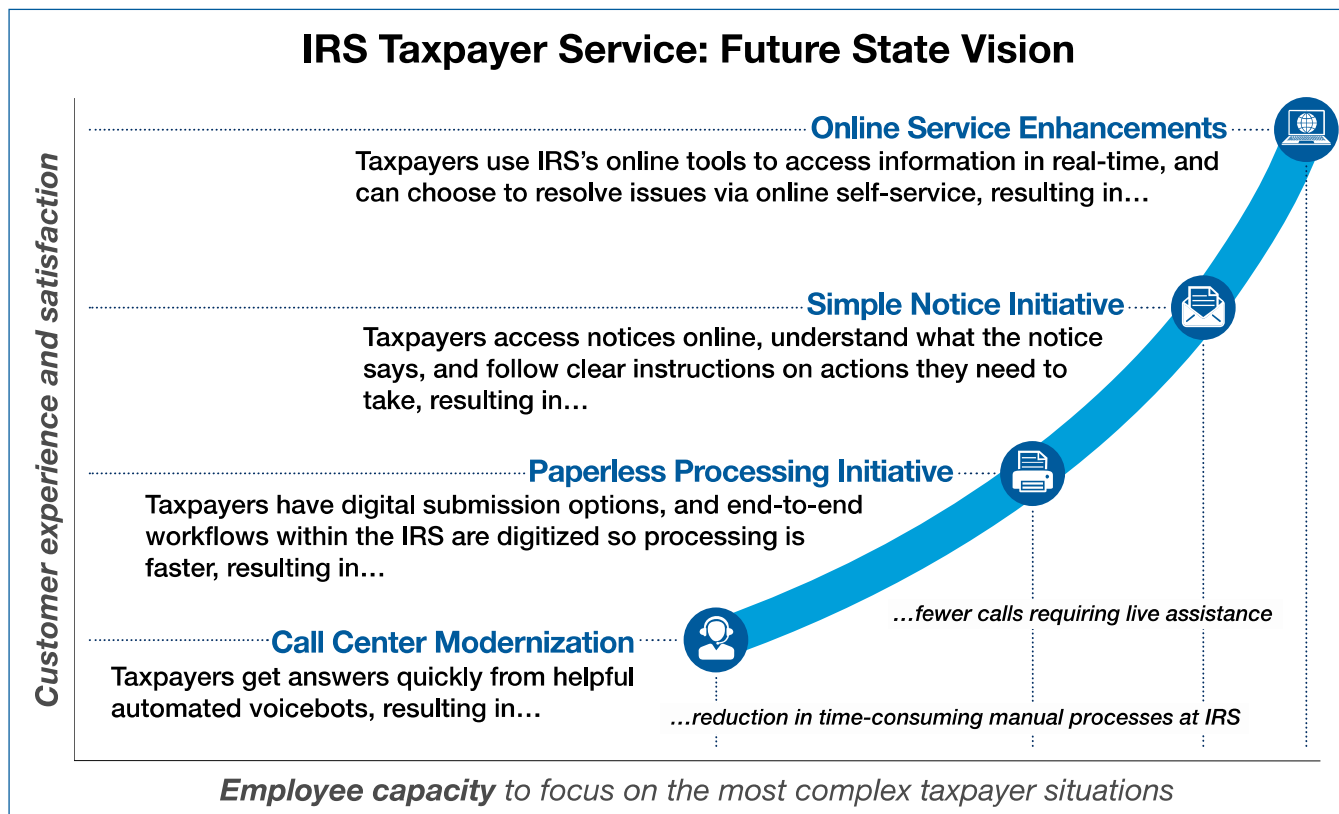 IRS Taxpayer Service: Future State Vision
Customer experience and satisfaction
Online Service Enhancements
Taxpayers use IRS's online tools to access information in real-time, and
can choose to resolve issues via online self-service, resulting in…
Simple Notice Initiative
Taxpayers access notices online, understand what the notice
says, and follow clear instructions on actions they need to
take, resulting in…
Paperless Processing Initiative
Taxpayers have digital submission options, and end-to-end
workflows within the IRS are digitized so processing is
faster, resulting in…
…fewer calls requiring live assistance
Call Center Modernization
Taxpayers get answers quickly from helpful
automated voicebots, resulting in…
…reduction in time-consuming manual processes at IRS
Employee capacity to focus on the most complex taxpayer situations